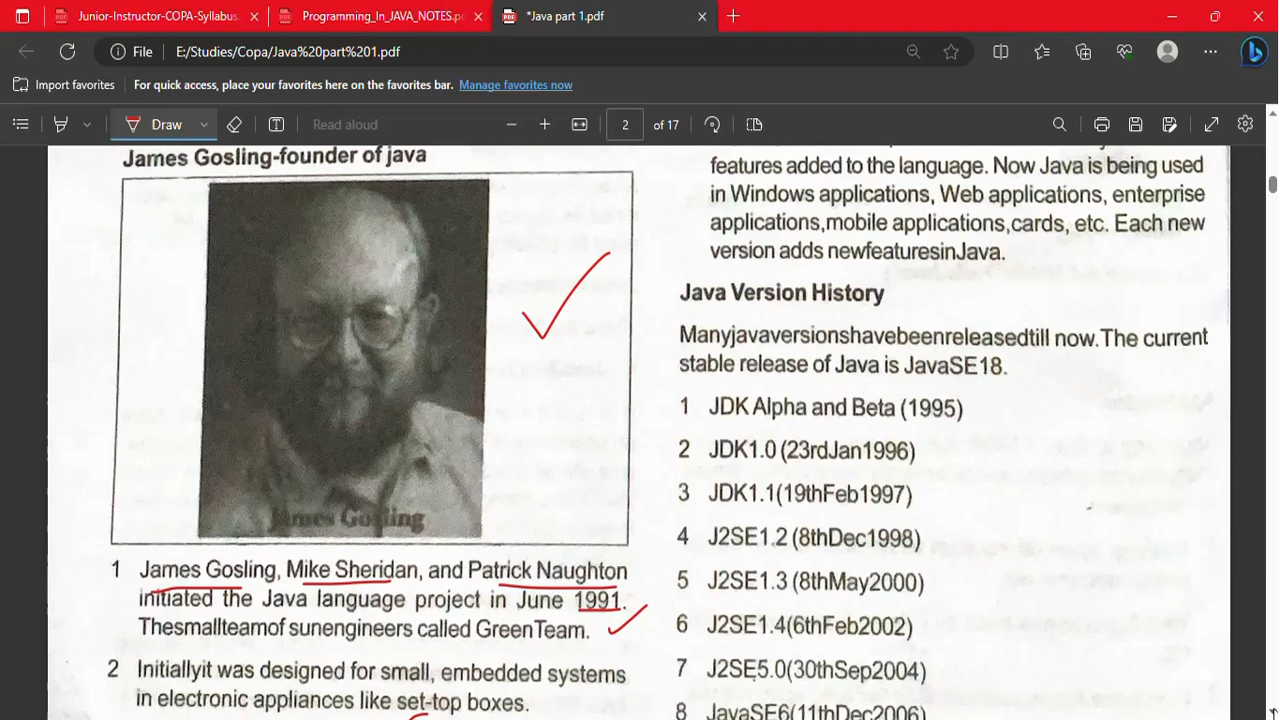 Junior-Instructor-COPA-Syllabus.
Programming_In_JAVA_NOTES.p
*Java part 1.pdf
File
E:/Studies/Copa/Java%20part%201.pdf
Import favorites
For quick access, place your favorites here on the favorites bar. Manage favorites now
Draw
Read aloud
2 of 17
James Gosling-founder of java
James Gosling
1 James Gosling, Mike Sheridan, and Patrick Naughton
initiated the Java language project in June 1991.
Thesmallteamof sunengineers called GreenTeam.
2 Initiallyit was designed for small, embedded systems
in electronic appliances like set-top boxes.
features added to the language. Now Java is being used
in Windows applications, Web applications, enterprise
applications,mobile applications,cards, etc. Each new
version adds newfeaturesinJava.
Java Version History
Manyjavaversionshavebeenreleasedtill now.The current
stable release of Java is JavaSE18.
1 JDK Alpha and Beta (1995)
2 JDK1.0 (23rdJan1996)
3 JDK1.1(19thFeb1997)
4 J2SE1.2 (8thDec1998)
5 J2SE1.3 (8thMay2000)
6 J2SE1.4(6thFeb2002)
7 J2SE5.0(30thSep2004)
8 JavaSE6(11thDec2006)